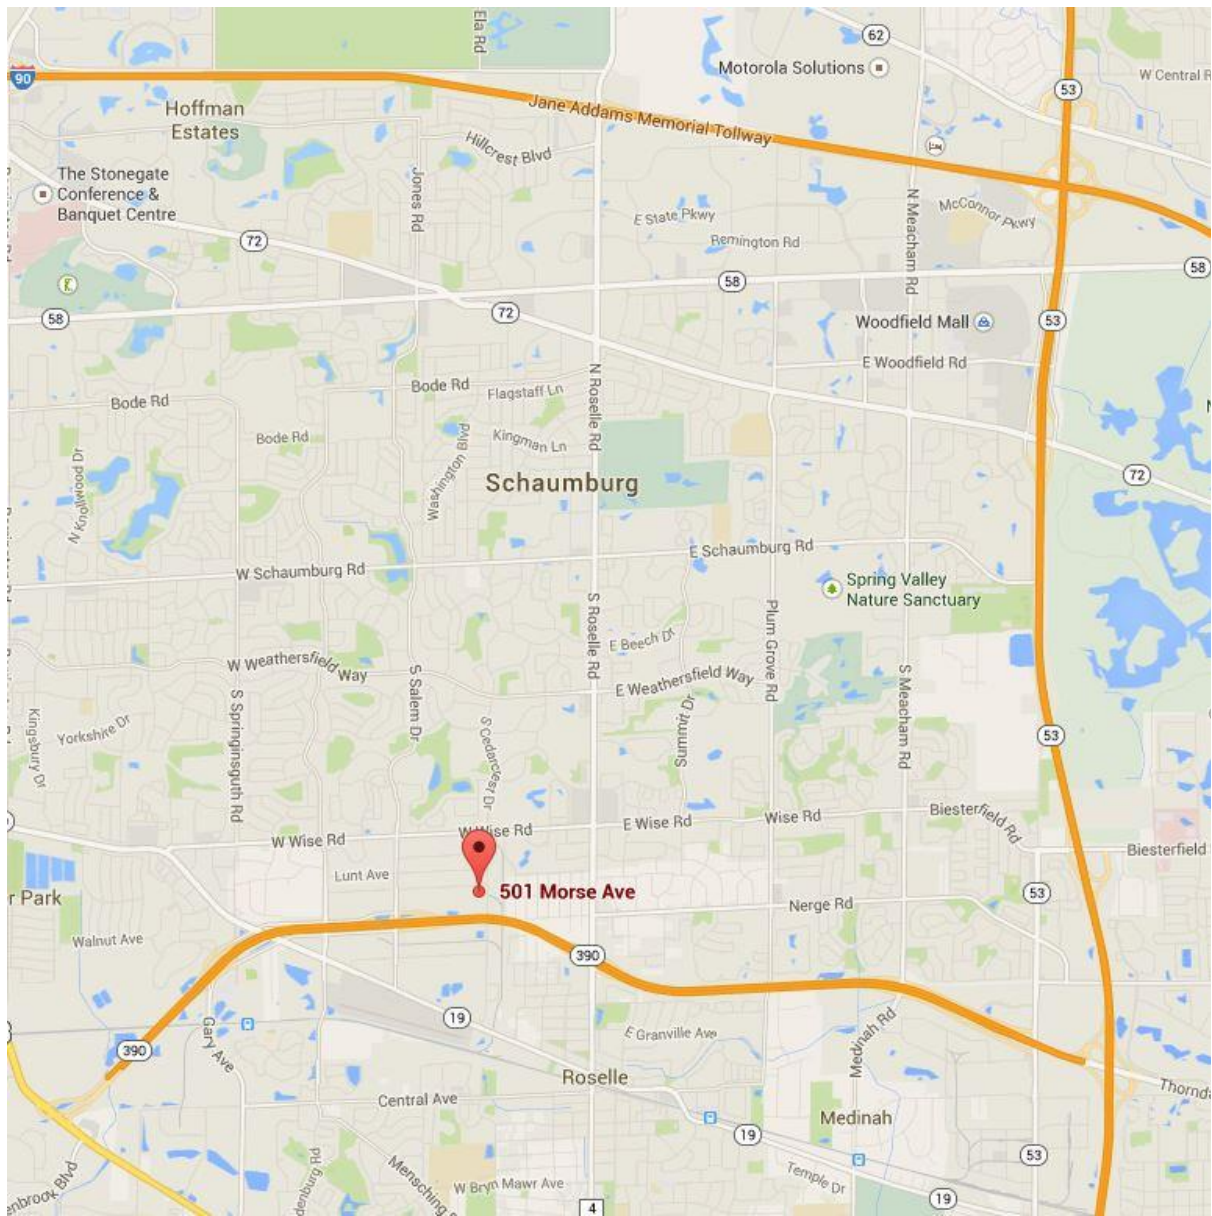 Ela Rd
62
Motorola Solutions
W Central R
90
53
Hoffman
Estates
Jane Addams Memorial Tollway
Hillcrest Blvd
The Stonegate
Conference &
Banquet Centre
Jones Rd
N Meacham Rd
McConnor Pkwy
E State Pkwy
Remington Rd
72
58
58
58
72
Woodfield Mall
53
E Woodfield Rd
N Roselle Rd
Bode Rd
Flagstaff Ln
Bode Rd
Bode Rd
Kingman Ln
Washington Blvd
N Knollwood Dr
Schaumburg
72
E Schaumburg Rd
W Schaumburg Rd
Spring Valley
Nature Sanctuary
S Roselle Rd
Plum Grove Rd
E Beech Dr
W Weathersfield Way
E Weathersfield Way
S Salem Dr
S Springinsguth Rd
S Meacham Rd
Kingsbury Dr
Yorkshire Dr
S Cedarcrest Dr
Summit Dr
53
W Wise Rd
W Wise Rd
E Wise Rd
Wise Rd
Biesterfield Rd
Biesterfield
Lunt Ave
501 Morse Ave
r Park
Nerge Rd
53
Walnut Ave
390
19
Gary Ave
390
E Granville Ave
Medinah Rd
Roselle
Thornda
Central Ave
Medinah
19
53
Mensching
denburg Rd
enbrook Blvd
W Bryn Mawr Ave
Temple Dr
19
4